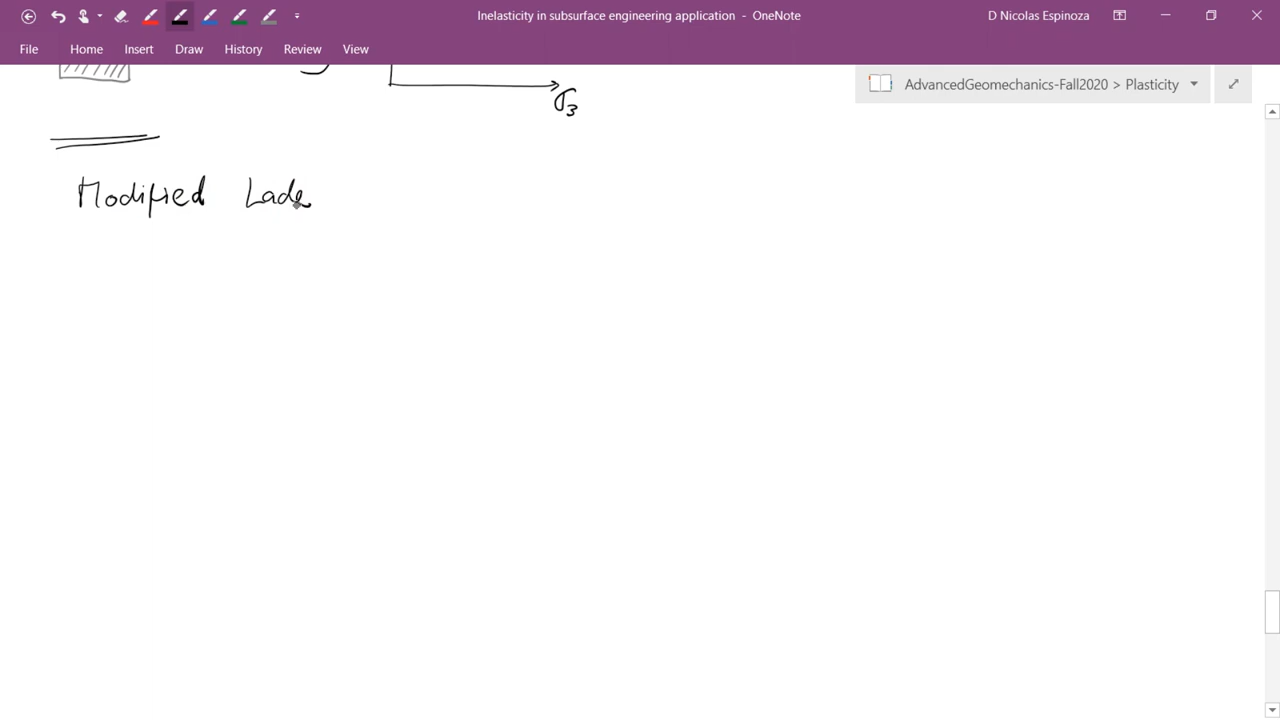 Inelasticity in subsurface engineering application - OneNote
D Nicolas Espinoza
File Home Insert Draw History Review View
AdvancedGeomechanics-Fall2020 > Plasticity
σ3
Modified Lade